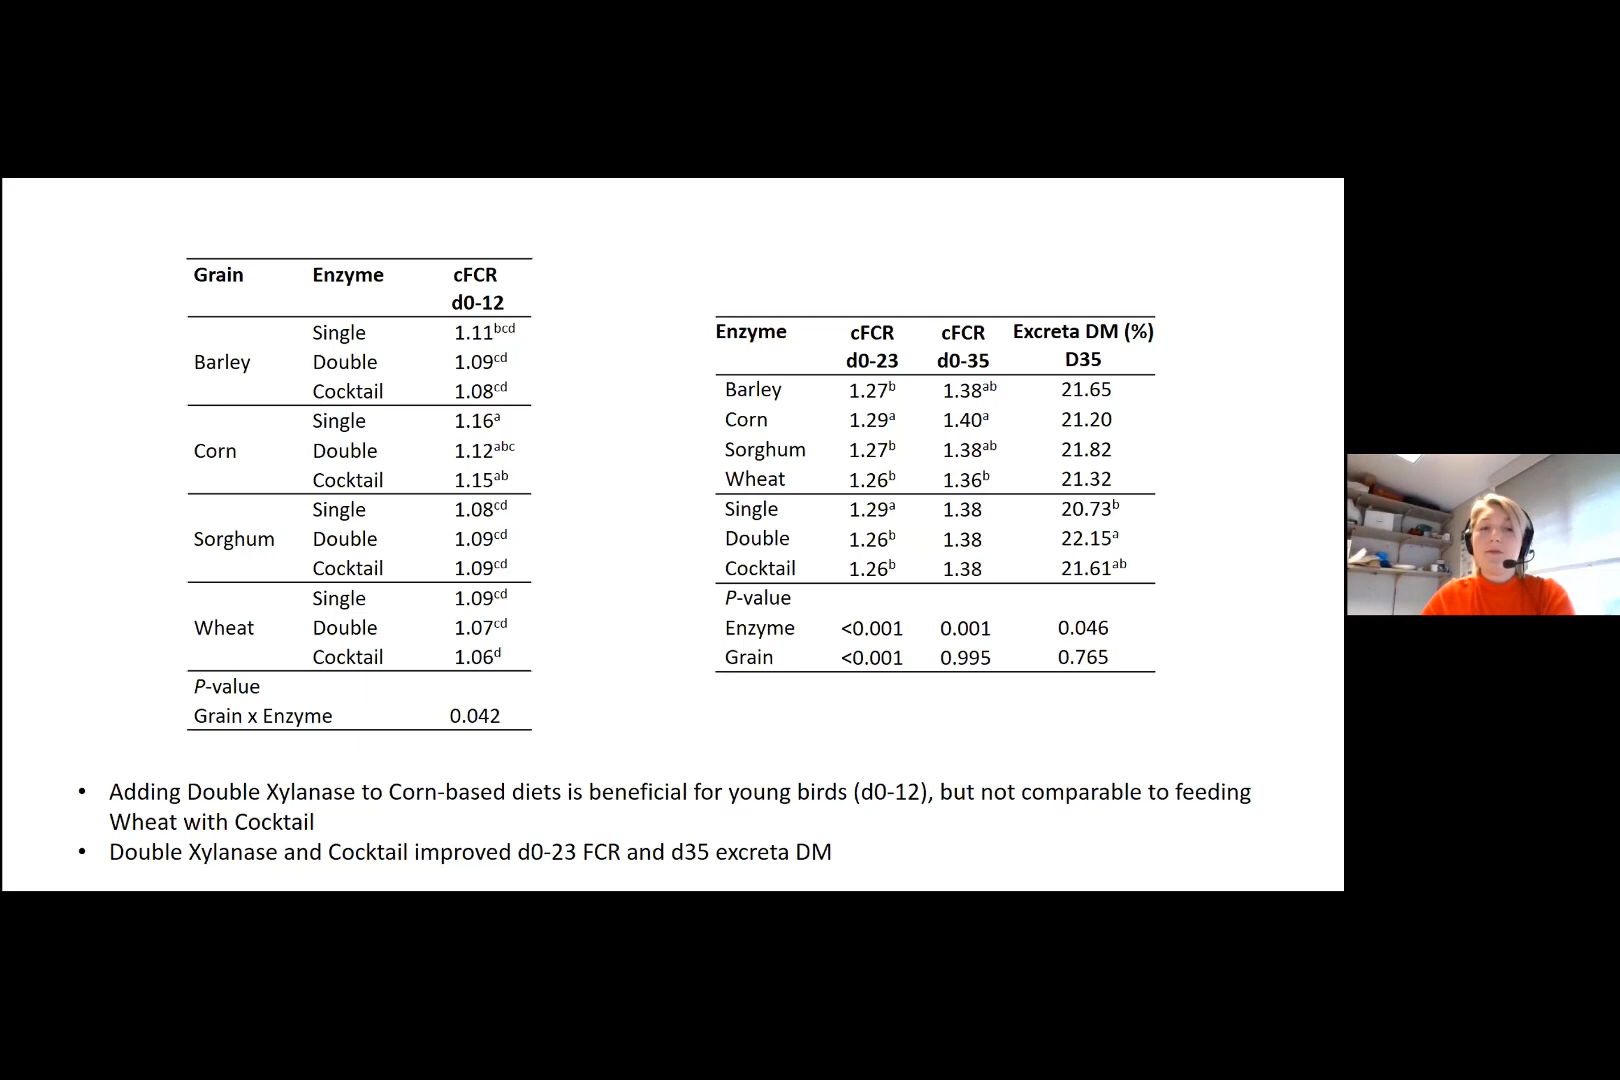 Grain Enzyme cFCR
d0-12
Single 1.11bcd
Barley Double 1.09cd
Cocktail 1.08cd
Single 1.16a
Corn Double 1.12abc
Cocktail 1.15ab
Single 1.08cd
Sorghum Double 1.09cd
Cocktail 1.09cd
Single 1.09cd
Wheat Double 1.07cd
Cocktail 1.06d
P-value
Grain x Enzyme 0.042
Enzyme cFCR cFCR Excreta DM (%)
d0-23 d0-35 D35
Barley 1.27b 1.38ab 21.65
Corn 1.29a 1.40a 21.20
Sorghum 1.27b 1.38ab 21.82
Wheat 1.26b 1.36b 21.32
Single 1.29a 1.38 20.73b
Double 1.26b 1.38 22.15a
Cocktail 1.26b 1.38 21.61ab
P-value
Enzyme <0.001 0.001 0.046
Grain <0.001 0.995 0.765
• Adding Double Xylanase to Corn-based diets is beneficial for young birds (d0-12), but not comparable to feeding
Wheat with Cocktail
• Double Xylanase and Cocktail improved d0-23 FCR and d35 excreta DM